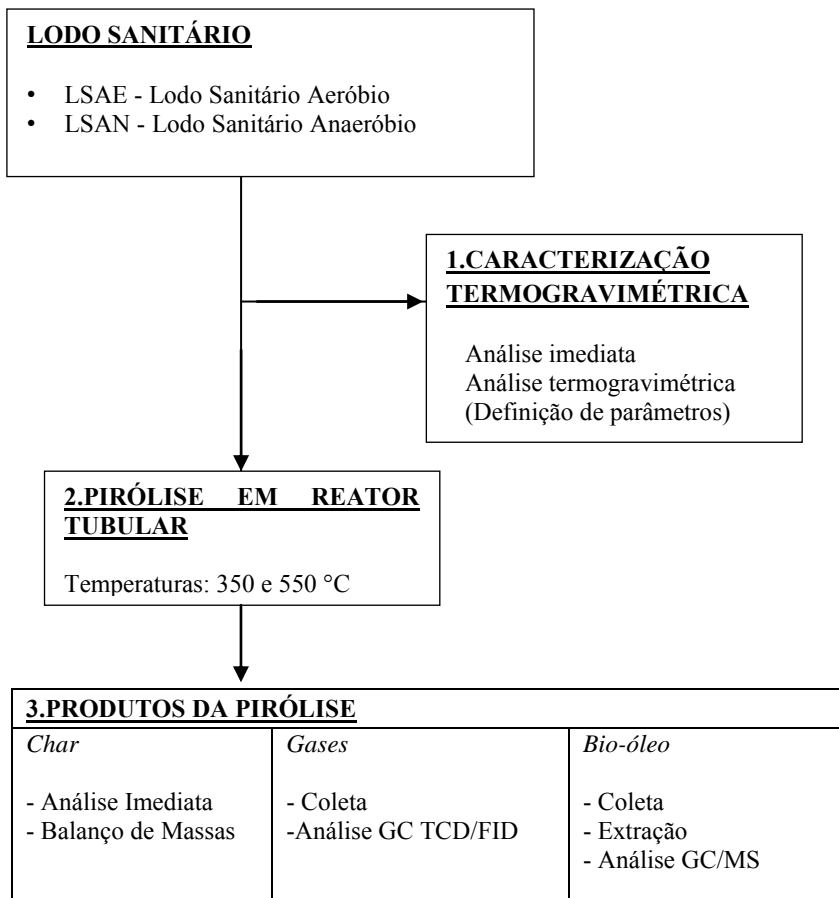 LODO SANITÁRIO
• LSAE - Lodo Sanitário Aeróbio
• LSAN - Lodo Sanitário Anaeróbio
1.CARACTERIZAÇÃO
TERMOGRAVIMÉTRICA
Análise imediata
Análise termogravimétrica
(Definição de parâmetros)
2.PIRÓLISE EM REATOR
TUBULAR
Temperaturas: 350 e 550 °C
3.PRODUTOS DA PIRÓLISE
Char
- Análise Imediata
- Balanço de Massas
Gases
- Coleta
-Análise GC TCD/FID
Bio-óleo
- Coleta
- Extração
- Análise GC/MS